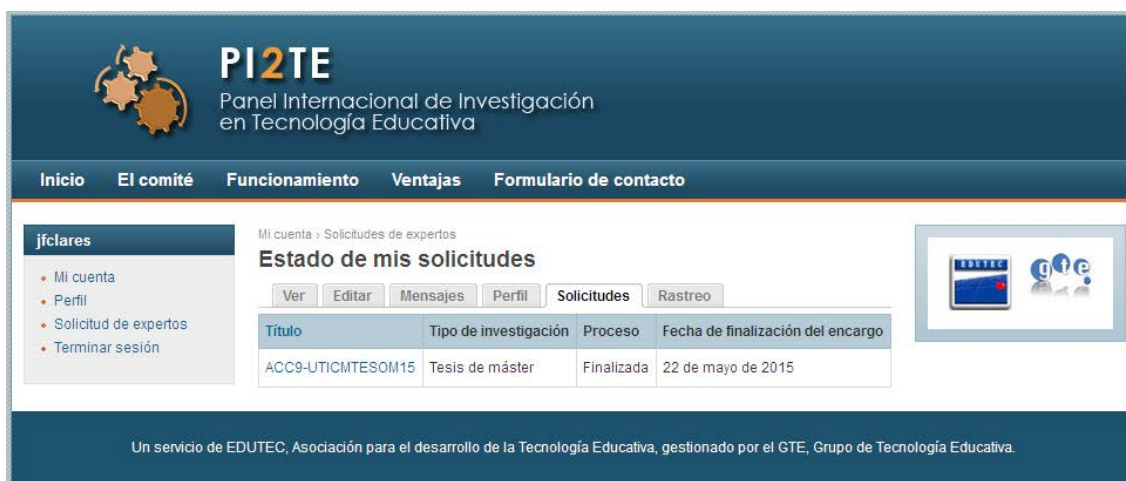 PI2TE
Panel Internacional de Investigación
en Tecnología Educativa
Inicio El comité Funcionamiento Ventajas Formulario de contacto
jfclares
Mi cuenta
Perfil
Solicitud de expertos
Terminar sesión
Mi cuenta › Solicitudes de expertos
Estado de mis solicitudes
Ver Editar Mensajes Perfil Solicitudes Rastreo
Título Tipo de investigación Proceso Fecha de finalización del encargo
ACC9-UTICMTESOM15 Tesis de máster Finalizada 22 de mayo de 2015
EDUTEC
gte
Un servicio de EDUTEC, Asociación para el desarrollo de la Tecnología Educativa, gestionado por el GTE, Grupo de Tecnología Educativa.